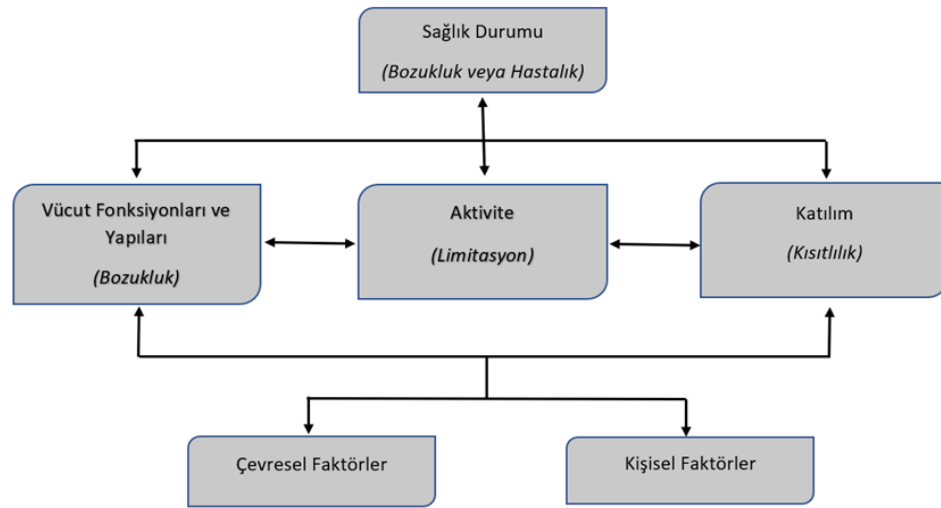 Sağlık Durumu
(Bozukluk veya Hastalık)
Vücut Fonksiyonları ve
Yapıları
(Bozukluk)
Aktivite
(Limitasyon)
Katılım
(Kısıtlılık)
Çevresel Faktörler
Kişisel Faktörler